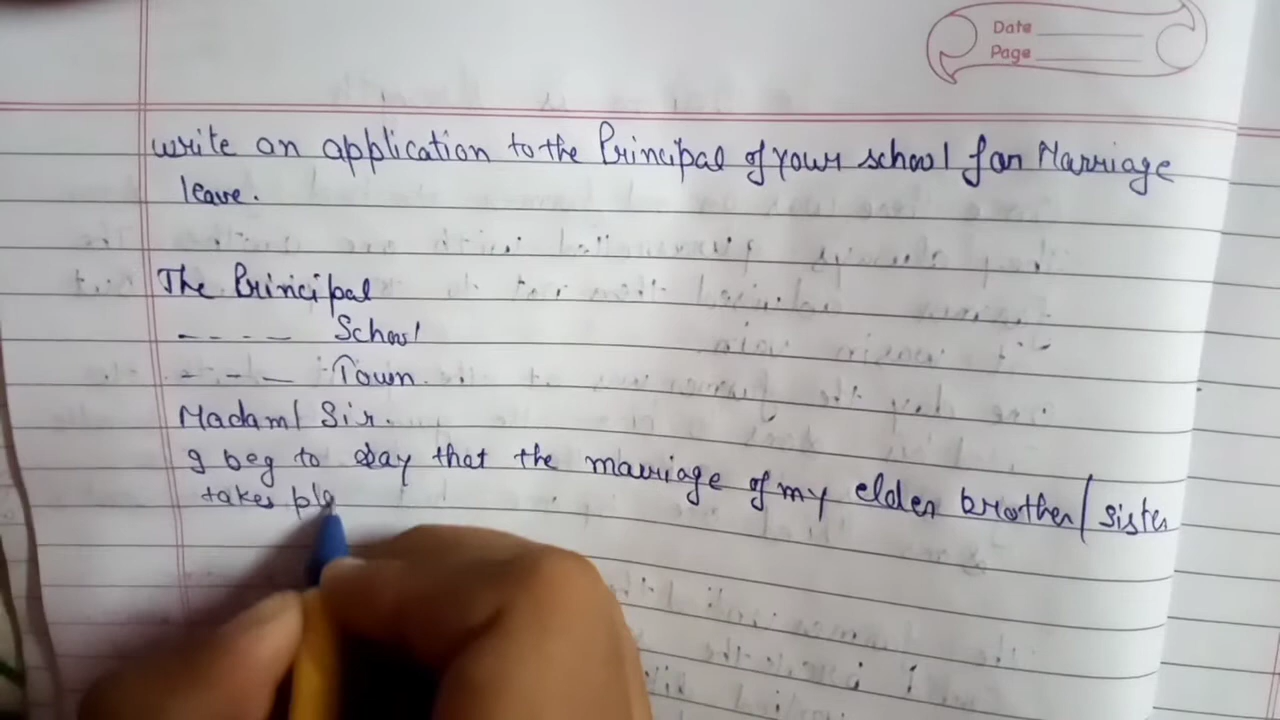 Date
Page
write an application to the Principal of your school for Marriage
leave.
The Principal
---- School
--- Town.
Madam/ Sir.
I beg to say that the marriage of my elder brother/ sister
takes pla